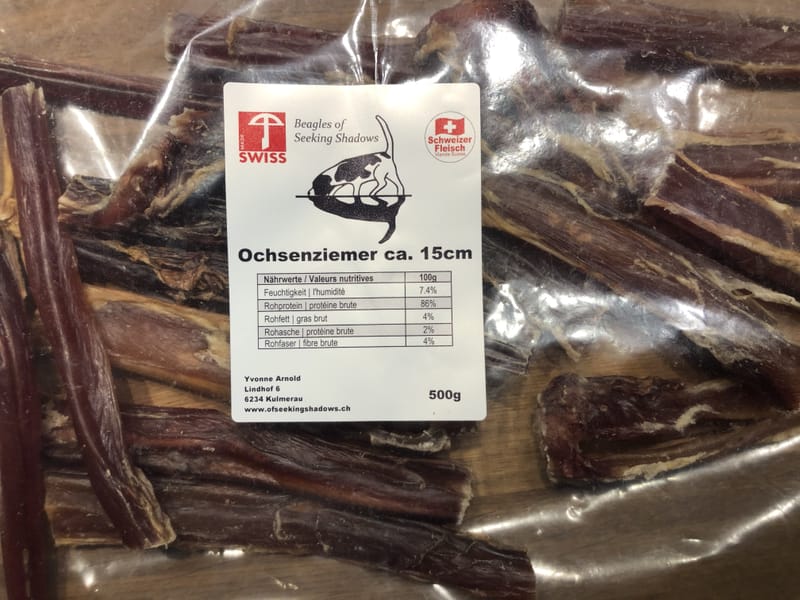 MADE
SWISS
Beagles of
Seeking Shadows
Schweizer
Fleisch
Viande Suisse
Ochsenziemer ca. 15cm
Nährwerte / Valeurs nutritives 100g
Feuchtigkeit | l'humidité 7.4%
Rohprotein | protéine brute 86%
Rohfett | gras brut 4%
Rohasche | protéine brute 2%
Rohfaser | fibre brute 4%
Yvonne Arnold
Lindhof 6
6234 Kulmerau
www.ofseekingshadows.ch
500g